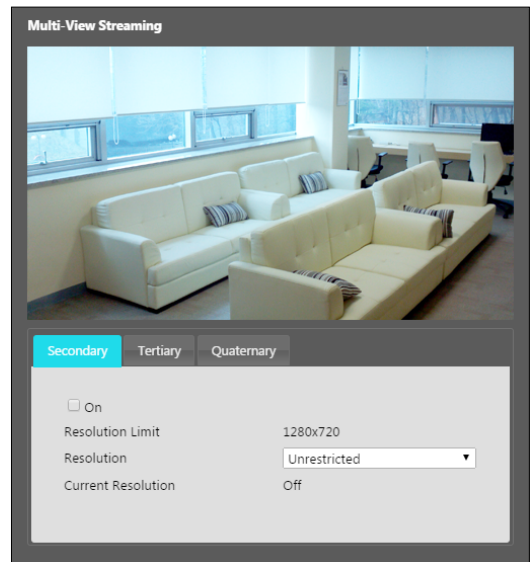 Multi-View Streaming
Secondary Tertiary Quaternary
On
Resolution Limit 1280x720
Resolution Unrestricted
Current Resolution Off